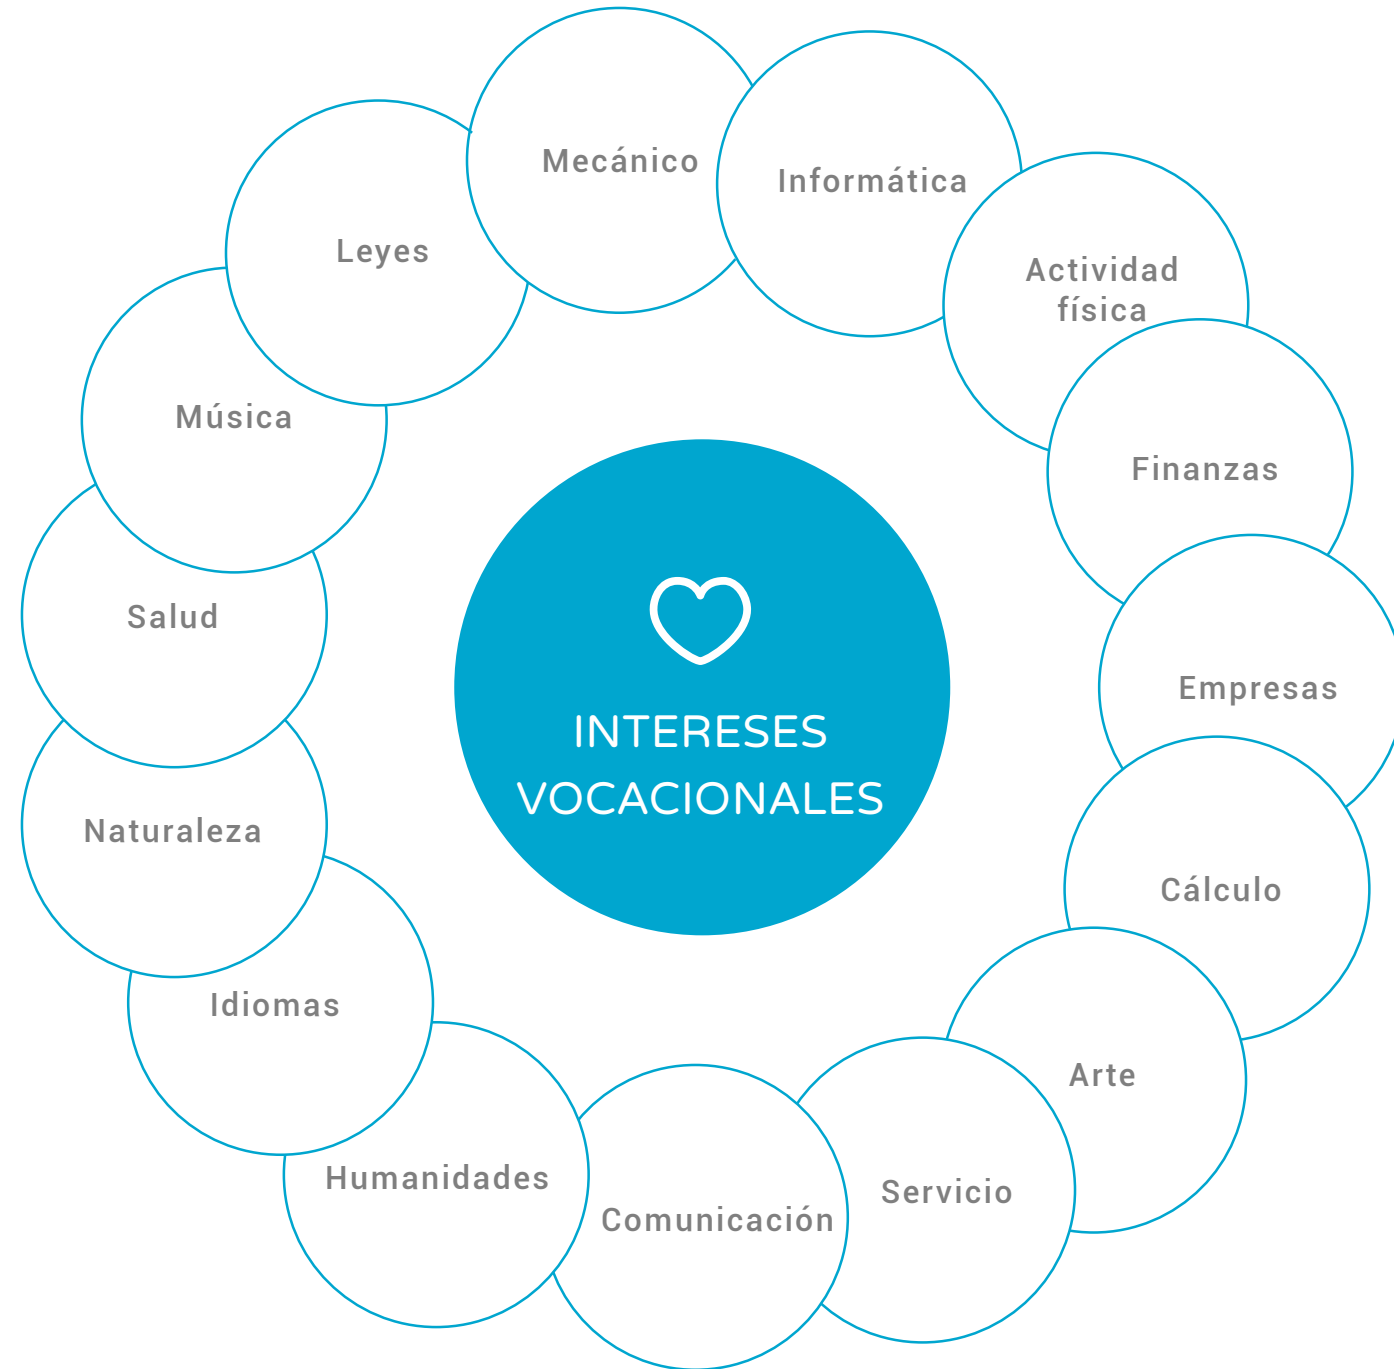 Mecánico
Informática
Actividad
física
Finanzas
Empresas
Cálculo
Arte
Servicio
Comunicación
Humanidades
Idiomas
Naturaleza
Salud
Música
Leyes
INTERESES
VOCACIONALES